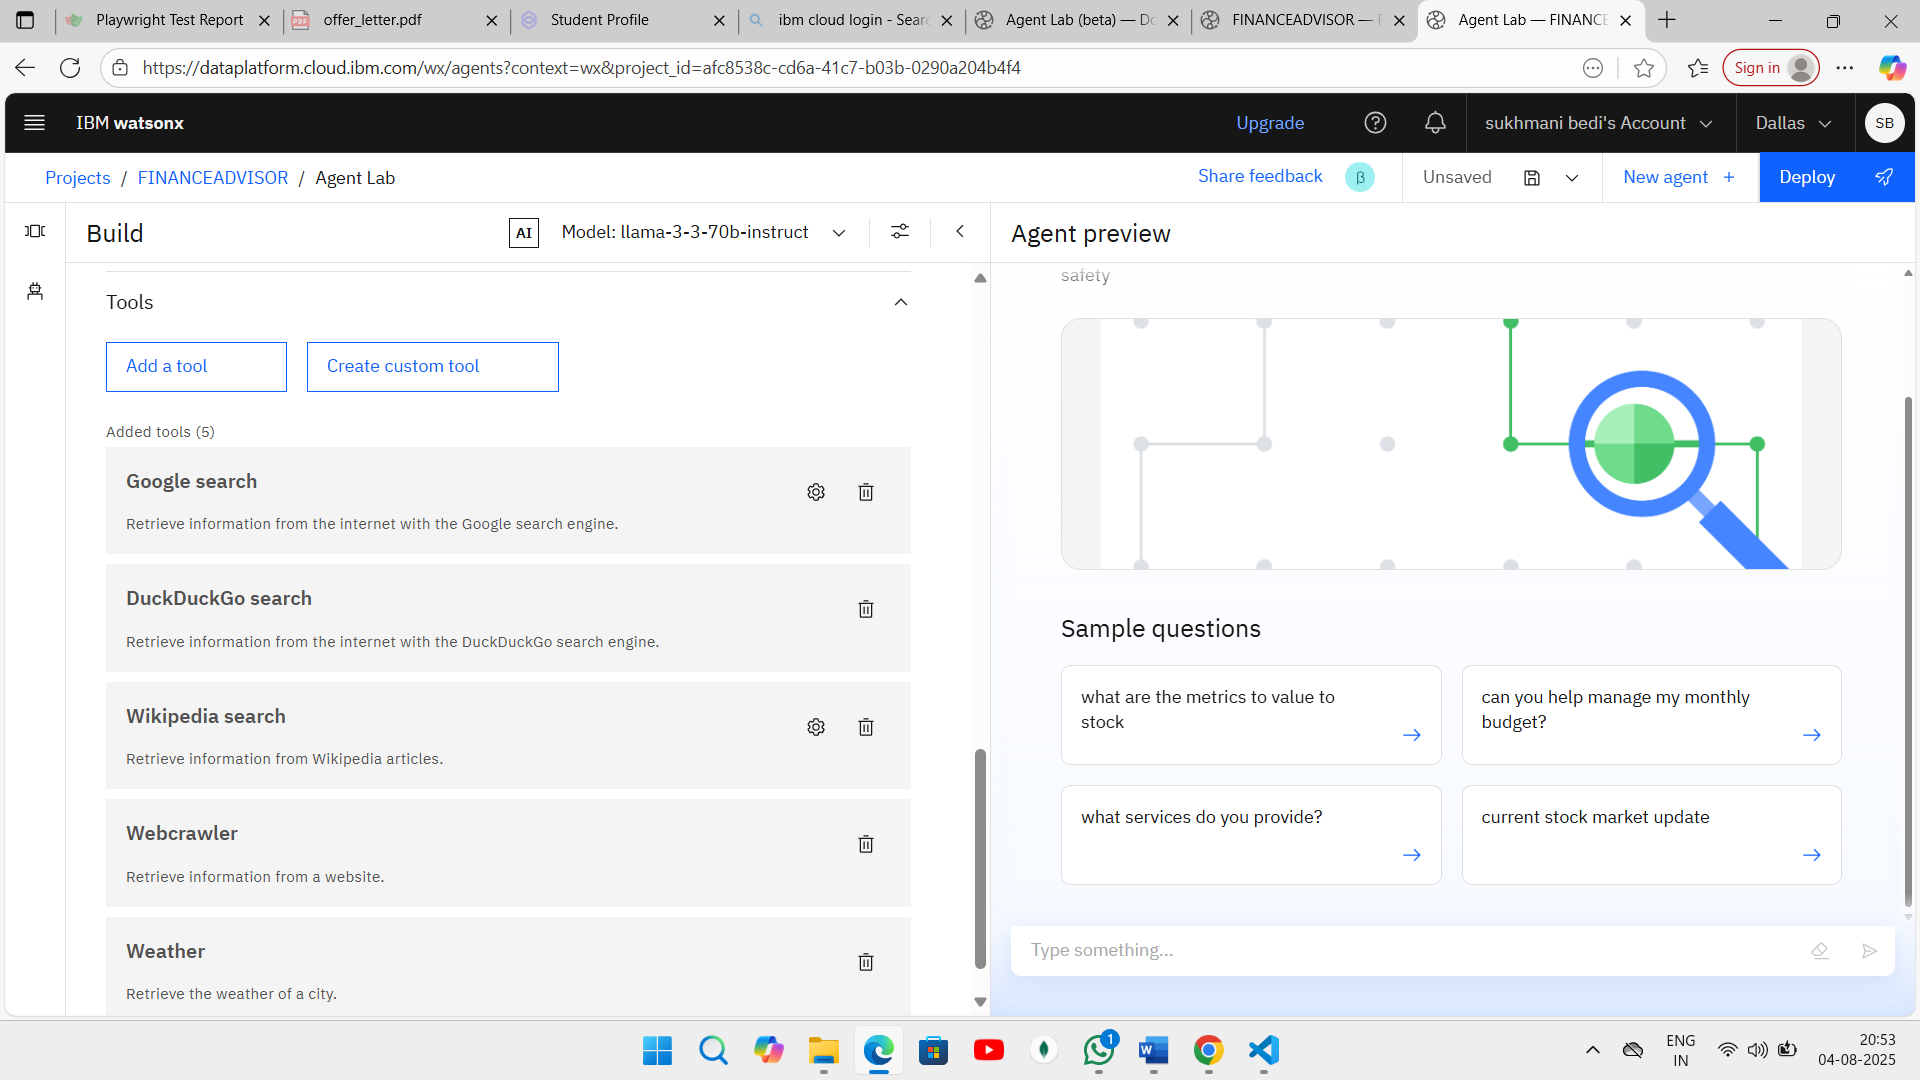 Playwright Test Report
offer_letter.pdf
Student Profile
ibm cloud login - Sear
Agent Lab (beta) — Do
FINANCEADVISOR —
Agent Lab — FINANCE
https://dataplatform.cloud.ibm.com/wx/agents?context=wx&project_id=afc8538c-cd6a-41c7-b03b-0290a204b4f4
Sign in
IBM watsonx
Upgrade
sukhmani bedi's Account
Dallas
SB
Projects / FINANCEADVISOR / Agent Lab
Share feedback
β
Unsaved
New agent +
Deploy
Build
AI
Model: llama-3-3-70b-instruct
Agent preview
safety
Tools
Add a tool
Create custom tool
Added tools (5)
Google search
Retrieve information from the internet with the Google search engine.
DuckDuckGo search
Retrieve information from the internet with the DuckDuckGo search engine.
Wikipedia search
Retrieve information from Wikipedia articles.
Webcrawler
Retrieve information from a website.
Weather
Retrieve the weather of a city.
Sample questions
what are the metrics to value to
stock
can you help manage my monthly
budget?
what services do you provide?
current stock market update
Type something...
1
ENG
IN
20:53
04-08-2025